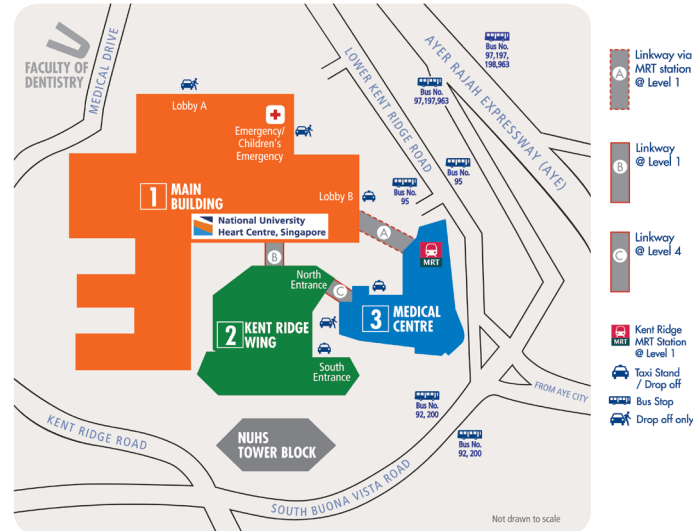 FACULTY OF
DENTISTRY
MEDICAL DRIVE
Lobby A
Emergency/
Children's
Emergency
1 MAIN
BUILDING
Lobby B
National University
Heart Centre, Singapore
A
B
C
North
Entrance
2 KENT RIDGE
WING
South
Entrance
3 MEDICAL
CENTRE
MRT
LOWER KENT RIDGE ROAD
AYER RAJAH EXPRESSWAY (AYE)
Bus No.
97,197,
198,963
Bus No.
97,197,963
Bus No.
95
Bus No.
95
Bus No.
92, 200
Bus No.
92, 200
FROM AYE CITY
KENT RIDGE ROAD
NUHS
TOWER BLOCK
SOUTH BUONA VISTA ROAD
Not drawn to scale
A
Linkway via
MRT station
@ Level 1
B
Linkway
@ Level 1
C
Linkway
@ Level 4
MRT
Kent Ridge
MRT Station
@ Level 1
Taxi Stand
/ Drop off
Bus Stop
Drop off only